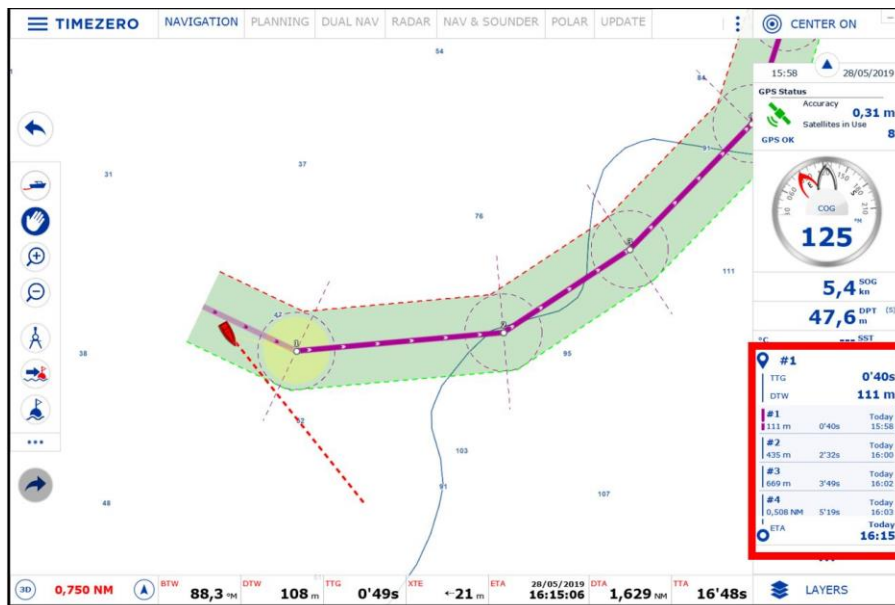 TIMEZERO NAVIGATION PLANNING DUAL NAV RADAR NAV & SOUNDER POLAR UPDATE CENTER ON
15:58 28/05/2019
GPS Status
Accuracy
0,31 m
Satellites in Use
8
GPS OK
COG
125 °M
5,4 SOG kn
47,6 DPT m (S)
°C --- SST
#1
TTG 0'40s
DTW 111 m
#1 Today
111 m 0'40s 15:58
#2 Today
435 m 2'32s 16:00
#3 Today
669 m 3'49s 16:02
#4 Today
0,508 NM 5'19s 16:03
ETA Today
16:15
LAYERS
54
84
91
37
31
76
111
38
95
92
103
91
107
48
3D 0,750 NM BTW 88,3 °M DTW 108 m TTG 0'49s XTE ←21 m ETA 28/05/2019 16:15:06 DTA 1,629 NM TTA 16'48s